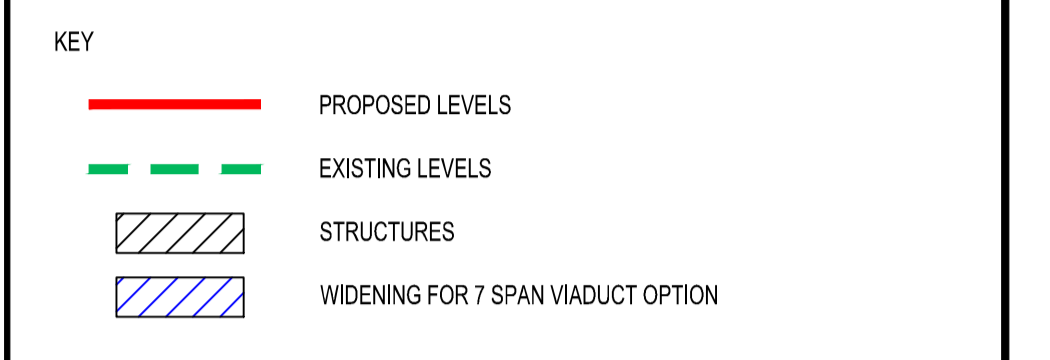 KEY
PROPOSED LEVELS
EXISTING LEVELS
STRUCTURES
WIDENING FOR 7 SPAN VIADUCT OPTION